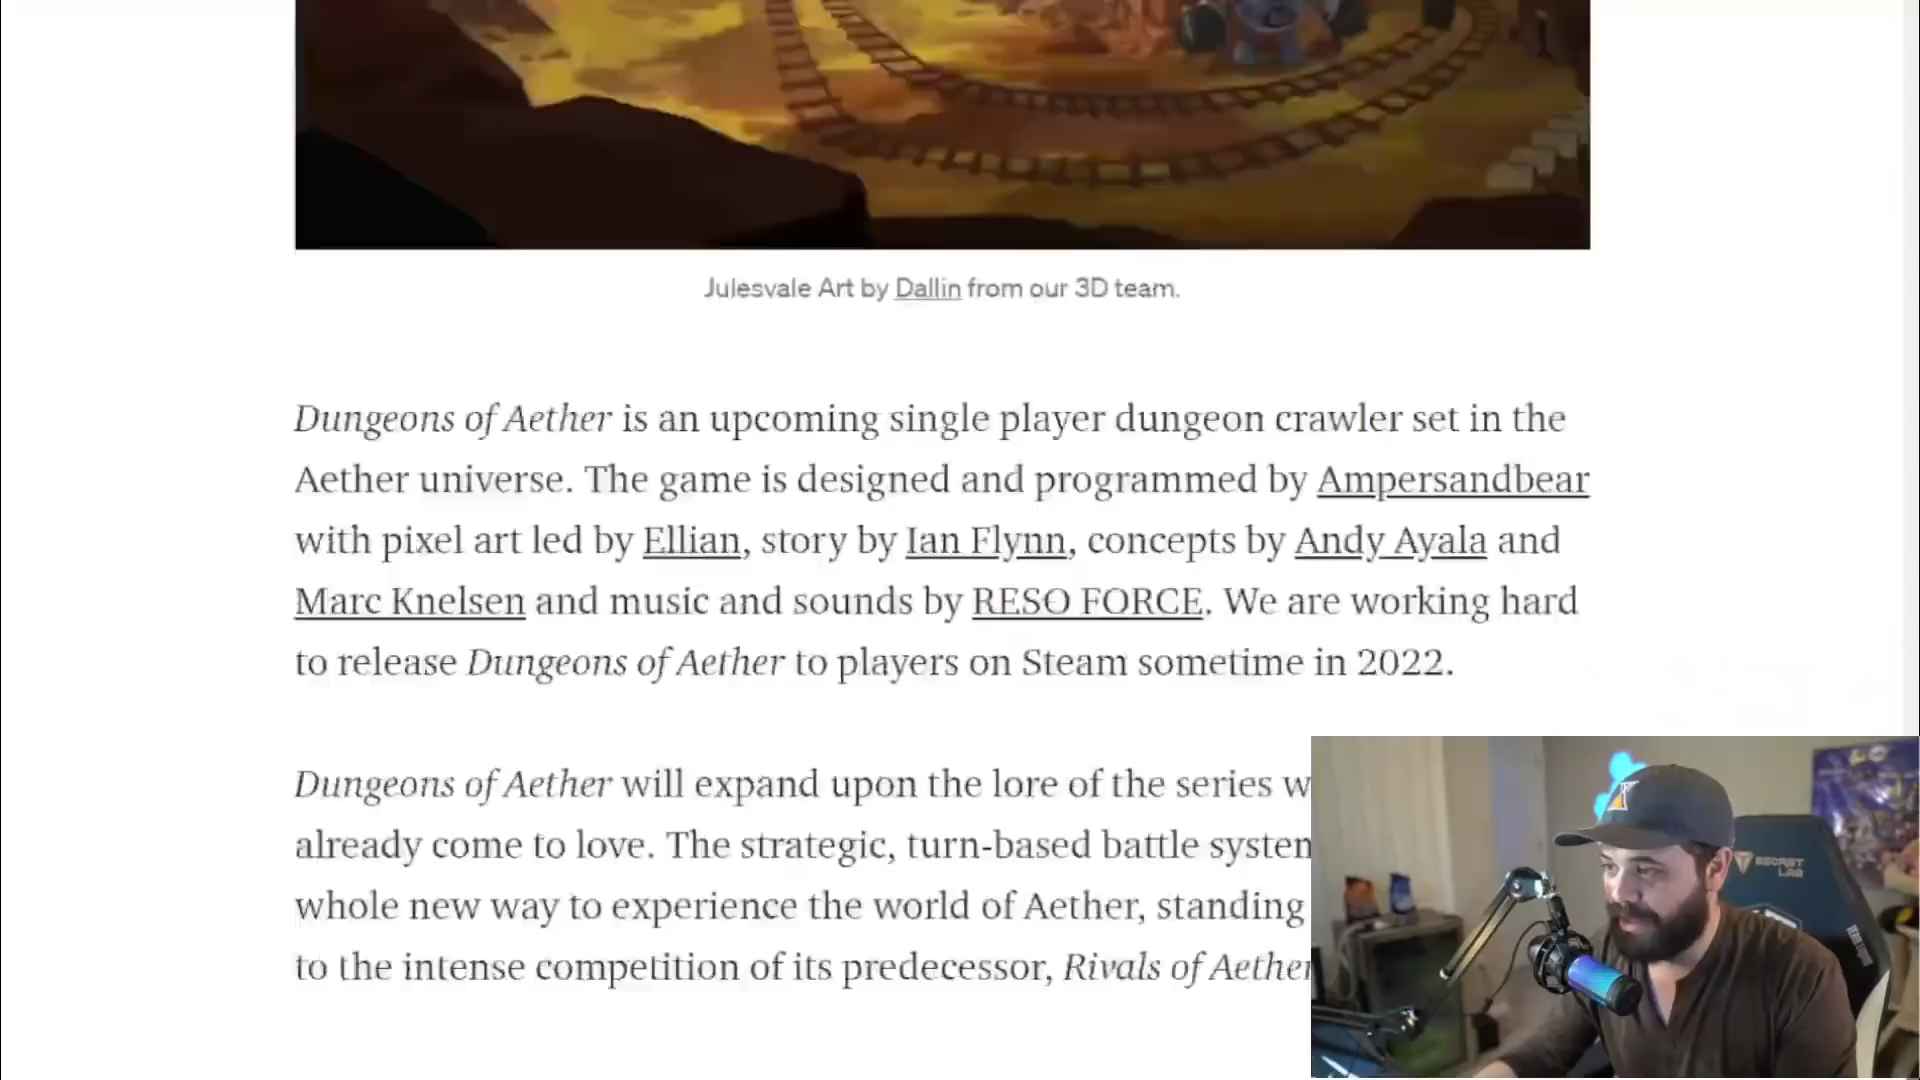 Julesvale Art by Dallin from our 3D team.
Dungeons of Aether is an upcoming single player dungeon crawler set in the
Aether universe. The game is designed and programmed by Ampersandbear
with pixel art led by Ellian, story by Ian Flynn, concepts by Andy Ayala and
Marc Knelsen and music and sounds by RESO FORCE. We are working hard
to release Dungeons of Aether to players on Steam sometime in 2022.
Dungeons of Aether will expand upon the lore of the series w
already come to love. The strategic, turn-based battle system
whole new way to experience the world of Aether, standing
to the intense competition of its predecessor, Rivals of Aether
SECRET
LAB